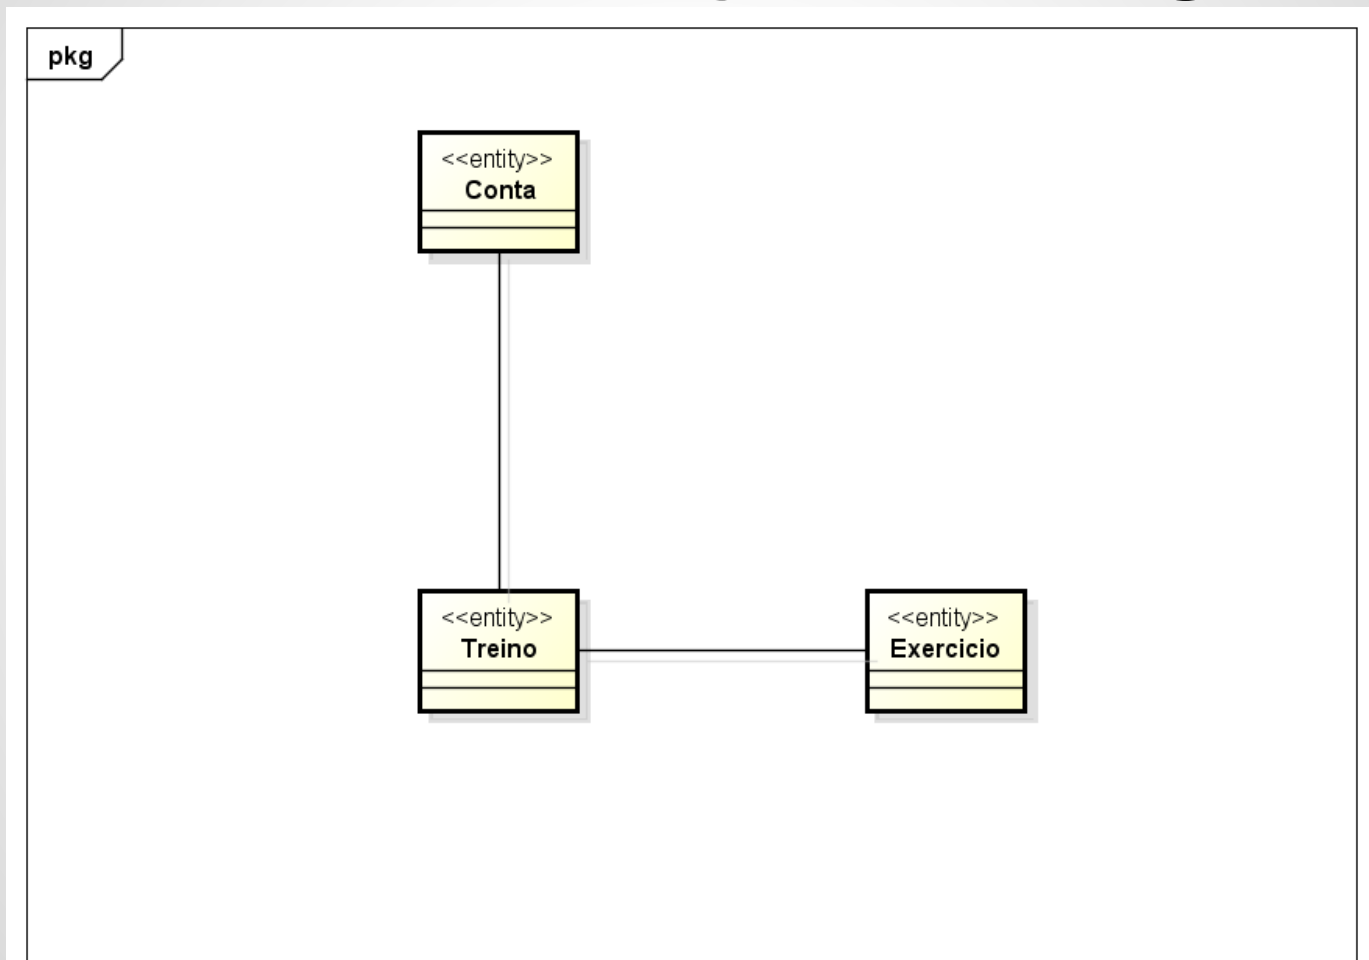 pkg
<<entity>>
Conta
<<entity>>
Treino
<<entity>>
Exercicio